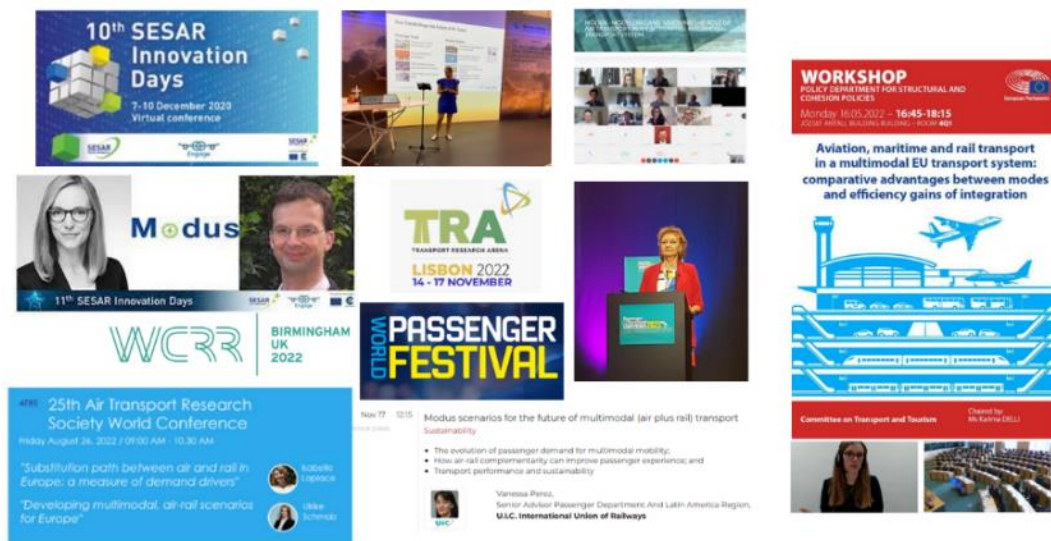 10th SESAR
Innovation
Days
7-10 December 2020
Virtual conference
SESAR
Engage
SESAR
Modus
11th SESAR Innovation Days
SESAR
Engage
TRA
TRANSPORT RESEARCH ARENA
LISBON 2022
14 - 17 NOVEMBER
WCRR
BIRMINGHAM
UK
2022
WORLD
PASSENGER
FESTIVAL
25th Air Transport Research
Society World Conference
Friday August 26, 2022 / 09:00 AM - 10.30 AM
"Substitution path between air and rail in
Europe: a measure of demand drivers"
Isabelle
Laplace
"Developing multimodal, air-rail scenarios
for Europe"
Ulrike
Schmalz
Nov 17 12:15
Modus scenarios for the future of multimodal (air plus rail) transport
Sustainability
• The evolution of passenger demand for multimodal mobility;
• How air-rail complementarity can improve passenger experience; and
• Transport performance and sustainability
Vanessa Perez,
Senior Advisor Passenger Department And Latin America Region,
U.I.C. International Union of Railways
WORKSHOP
POLICY DEPARTMENT FOR STRUCTURAL AND
COHESION POLICIES
Monday 16.05.2022 – 16:45-18:15
European Parliament
Aviation, maritime and rail transport
in a multimodal EU transport system:
comparative advantages between modes
and efficiency gains of integration
Committee on Transport and Tourism
Chaired by:
Ms Karima DELLI